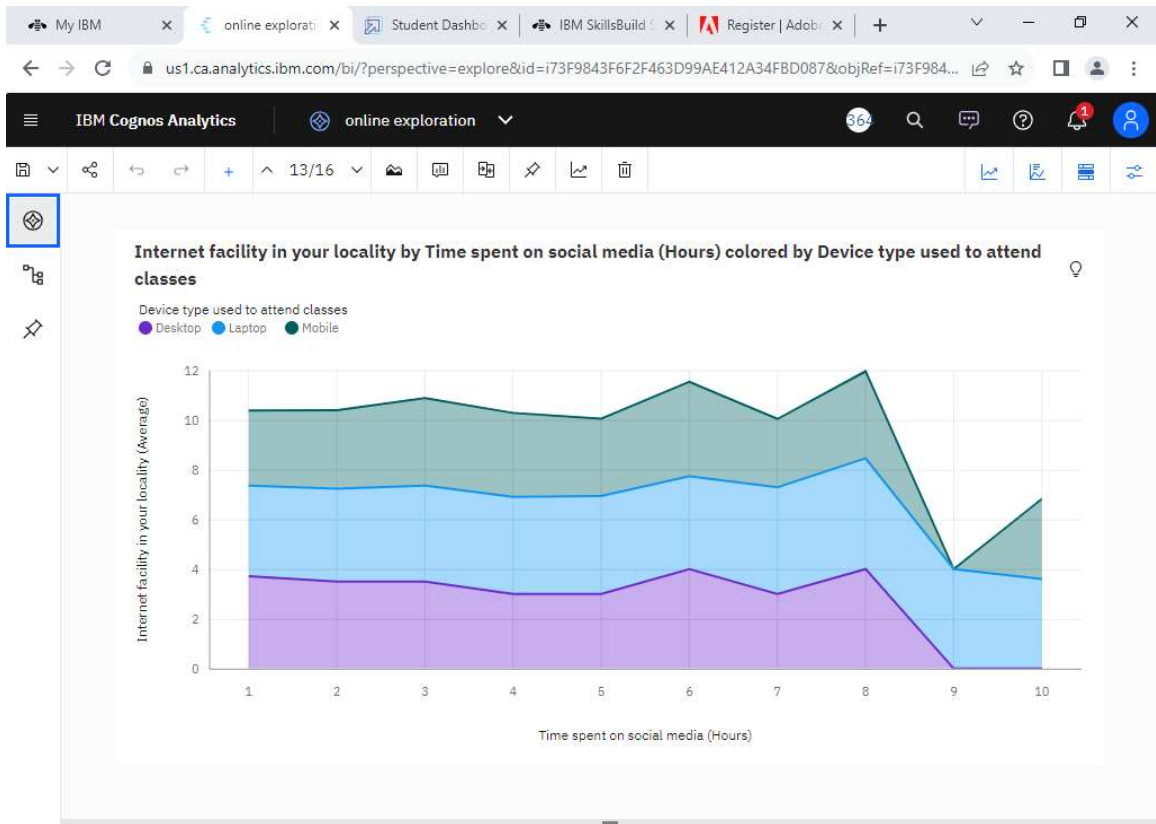 My IBM
online explorati
Student Dashbo
IBM SkillsBuild
Register | Adob
us1.ca.analytics.ibm.com/bi/?perspective=explore&id=i73F9843F6F2F463D99AE412A34FBD087&objRef=i73F984...
IBM Cognos Analytics
online exploration
364
1
13/16
Internet facility in your locality by Time spent on social media (Hours) colored by Device type used to attend
classes
Device type used to attend classes
Desktop Laptop Mobile
Internet facility in your locality (Average)
12
10
8
6
4
2
0
1 2 3 4 5 6 7 8 9 10
Time spent on social media (Hours)